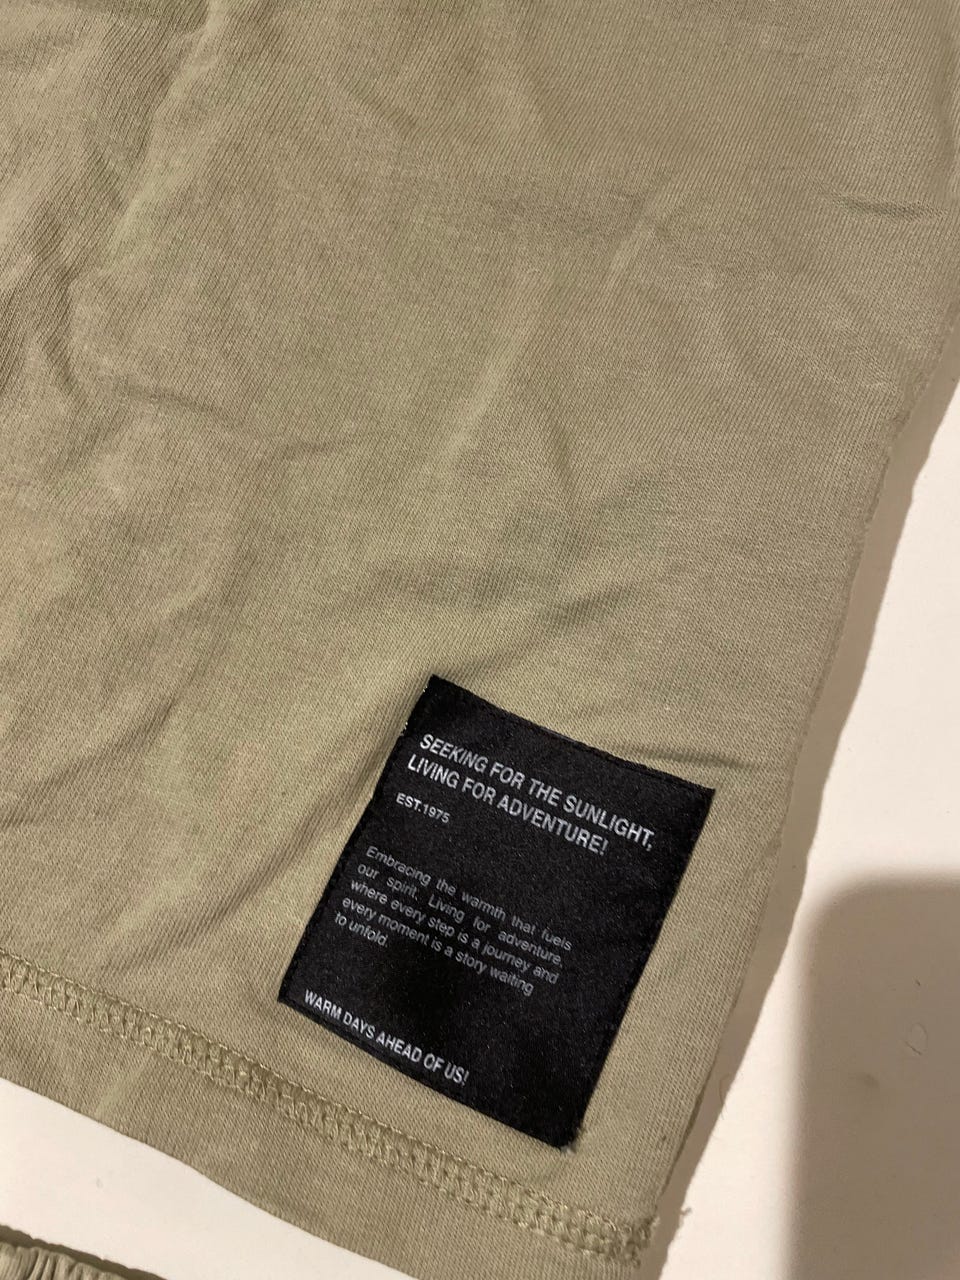 SEEKING FOR THE SUNLIGHT,
LIVING FOR ADVENTURE!
EST.1975
Embracing the warmth that fuels
our spirit. Living for adventure
where every step is a journey and
every moment is a story waiting
to unfold.
WARM DAYS AHEAD OF US!